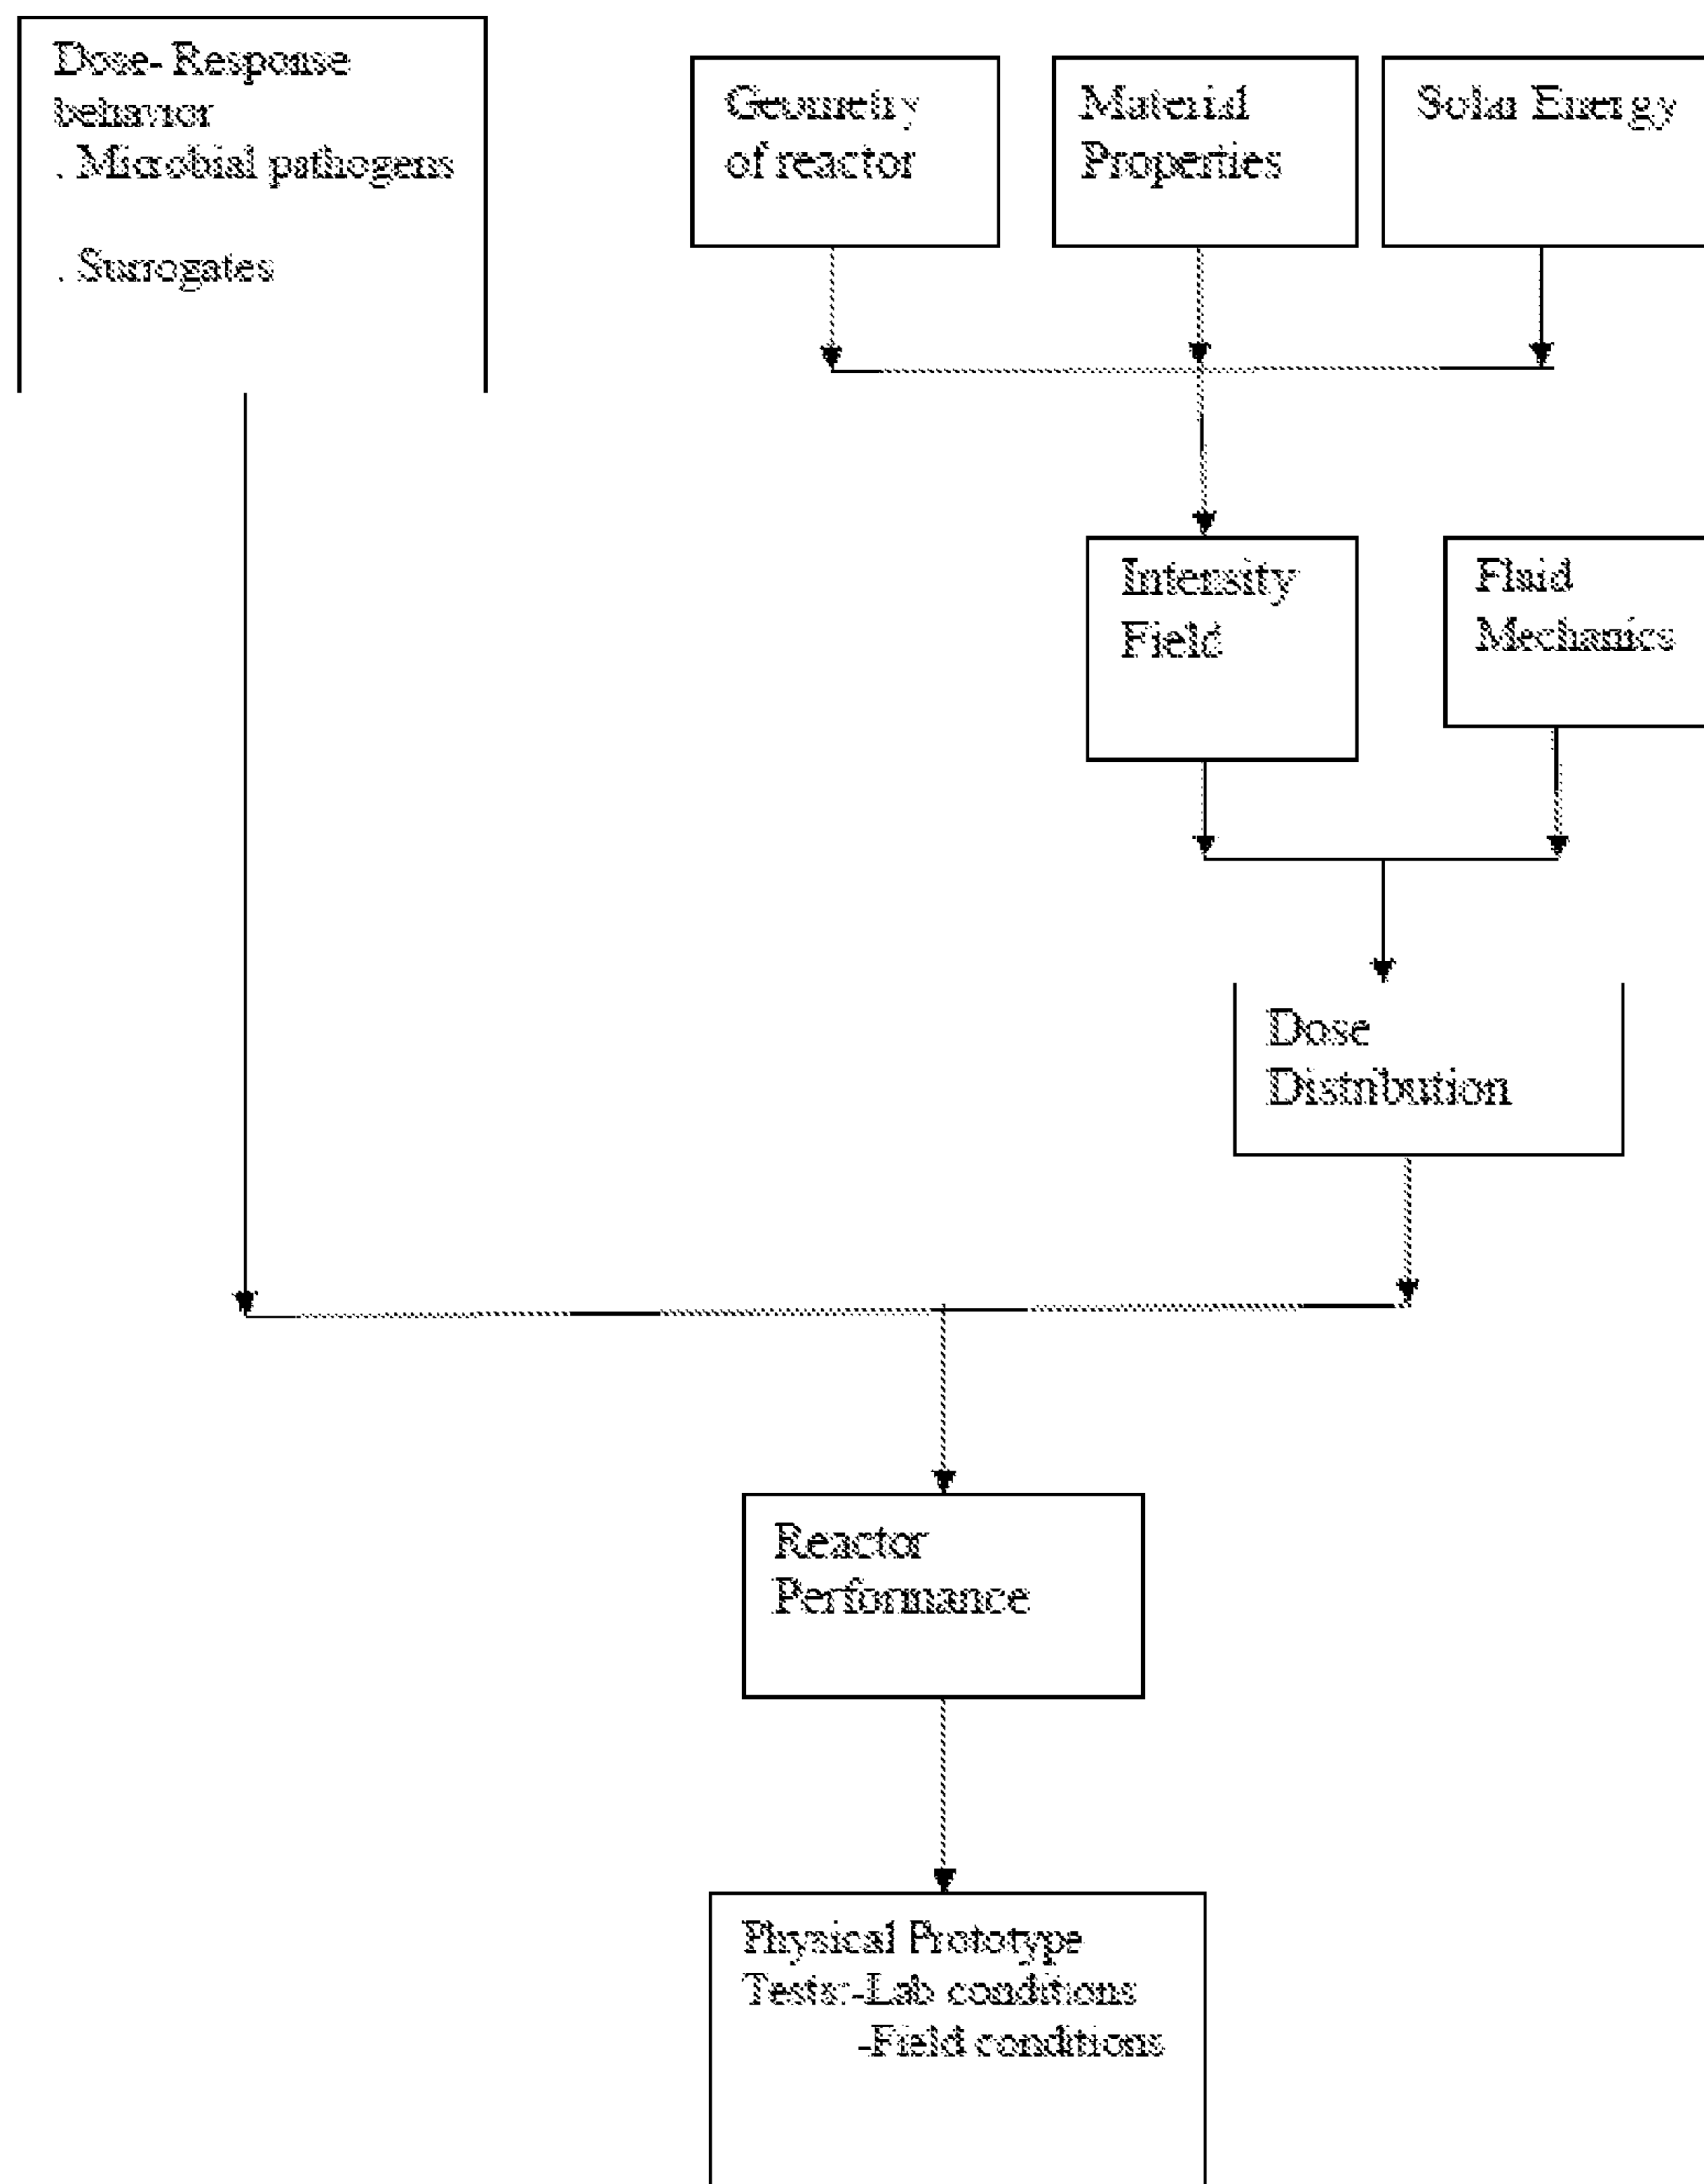 Dose- Response
behavior
. Microbial pathogens
. Surrogates
Geometry
of reactor
Material
Properties
Solar Energy
Intensity
Field
Fluid
Mechanics
Dose
Distribution
Reactor
Performance
Physical Prototype
Tests:-Lab conditions
-Field conditions